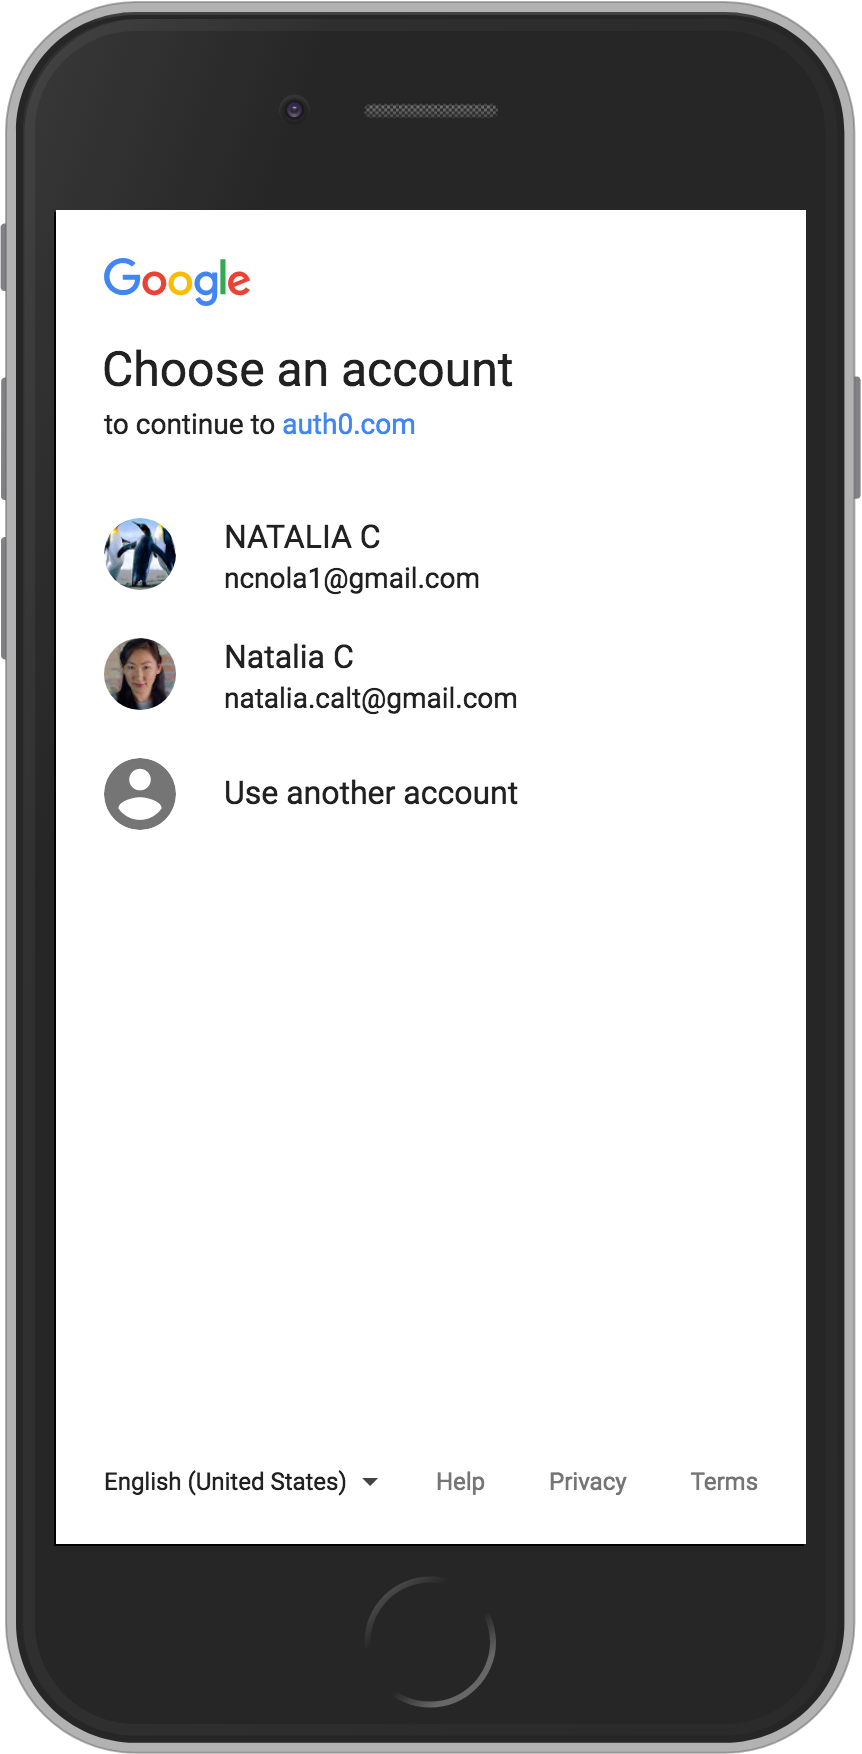 Google
Choose an account
to continue to auth0.com
NATALIA C
ncnola1@gmail.com
Natalia C
natalia.calt@gmail.com
Use another account
English (United States) Help Privacy Terms